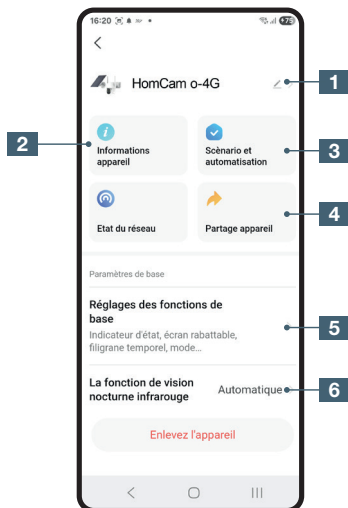 16:20
75
HomCam o-4G
1
2
Informations
appareil
Scènario et
automatisation
3
Etat du réseau
Partage appareil
4
Paramètres de base
Réglages des fonctions de
base
Indicateur d'état, écran rabattable,
filigrane temporel, mode...
5
La fonction de vision
nocturne infrarouge
Automatique
6
Enlevez l'appareil